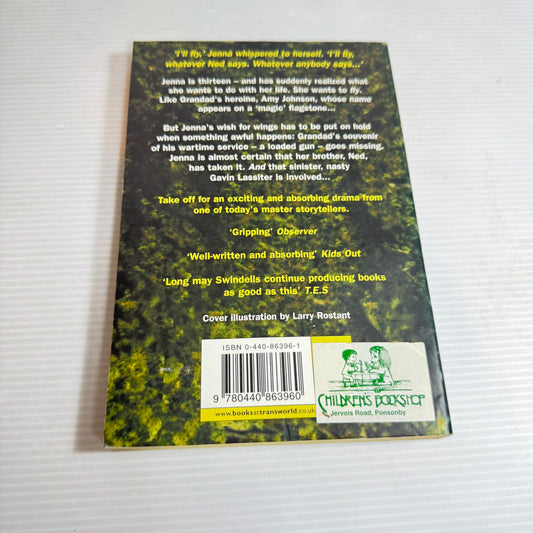 ‘I’ll fly,’ Jenna whispered to herself. ‘I’ll fly,
whatever Ned says. Whatever anybody says...’
Jenna is thirteen – and has suddenly realized what
she wants to do with her life. She wants to fly.
Like Grandad’s heroine, Amy Johnson, whose name
appears on a ‘magic’ flagstone...
But Jenna’s wish for wings has to be put on hold
when something awful happens: Grandad’s souvenir
of his wartime service – a loaded gun – goes missing.
Jenna is almost certain that her brother, Ned,
has taken it. And that sinister, nasty
Gavin Lassiter is involved...
Take off for an exciting and absorbing drama from
one of today’s master storytellers.
‘Gripping’ Observer
‘Well-written and absorbing’ Kids Out
‘Long may Swindells continue producing books
as good as this’ T.E.S
Cover illustration by Larry Rostant
ISBN 0-440-86396-1
9 780440 863960
www.booksattransworld.co.uk
CHILDREN'S BOOKSHOP
Jervois Road, Ponsonby